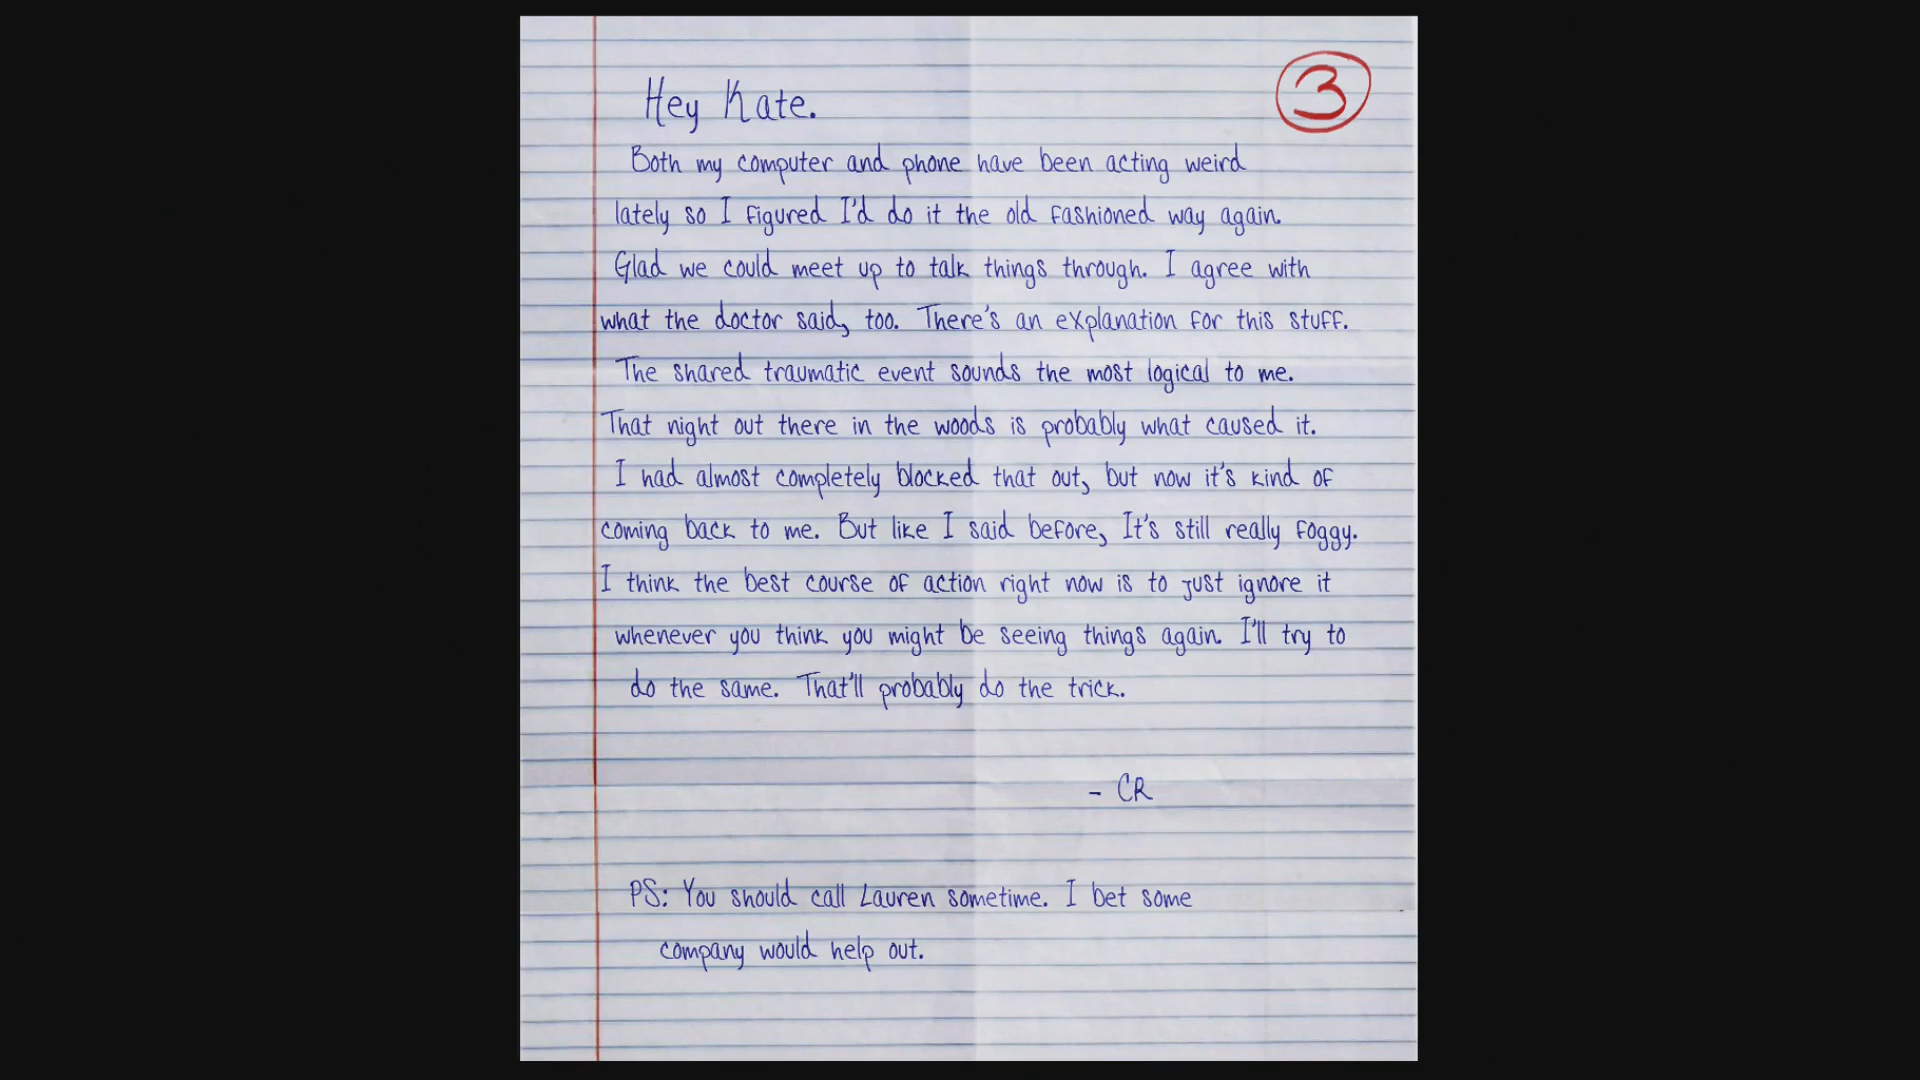 3
Hey Kate.
Both my computer and phone have been acting weird
lately so I figured I'd do it the old fashioned way again.
Glad we could meet up to talk things through. I agree with
what the doctor said, too. There's an explanation for this stuff.
The shared traumatic event sounds the most logical to me.
That night out there in the woods is probably what caused it.
I had almost completely blocked that out, but now it's kind of
coming back to me. But like I said before, It's still really foggy.
I think the best course of action right now is to just ignore it
whenever you think you might be seeing things again. I'll try to
do the same. That'll probably do the trick.
- CR
PS: You should call Lauren sometime. I bet some
company would help out.